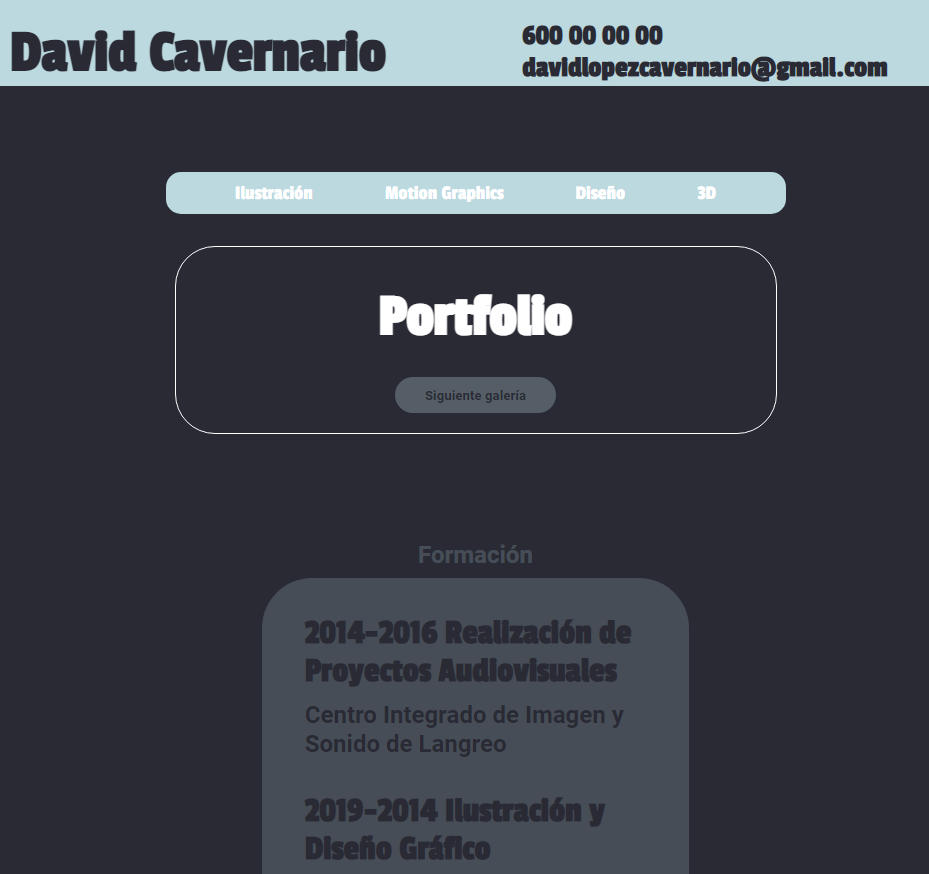 David Cavernario
600 00 00 00
davidlopezcavernario@gmail.com
Ilustración Motion Graphics Diseño 3D
Portfolio
Siguiente galería
Formación
2014-2016 Realización de
Proyectos Audiovisuales
Centro Integrado de Imagen y
Sonido de Langreo
2019-2014 Ilustración y
Diseño Gráfico